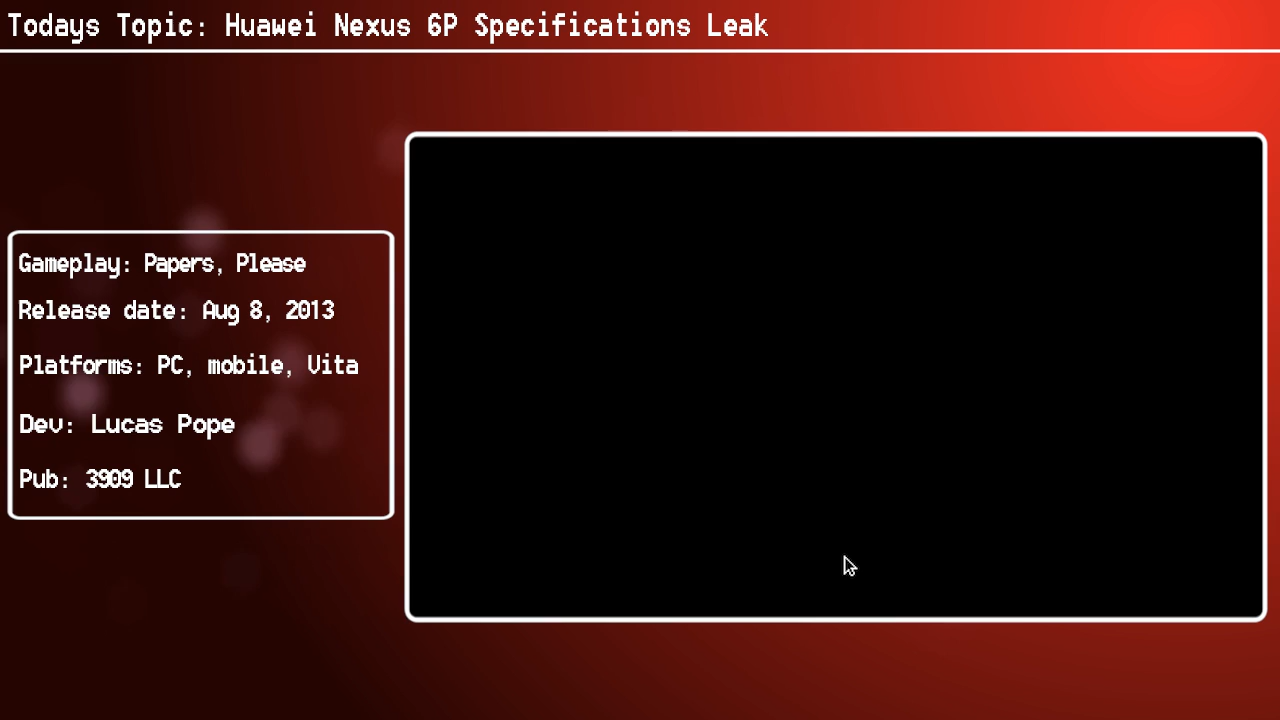 Todays Topic: Huawei Nexus 6P Specifications Leak
Gameplay: Papers, Please
Release date: Aug 8, 2013
Platforms: PC, mobile, Vita
Dev: Lucas Pope
Pub: 3909 LLC